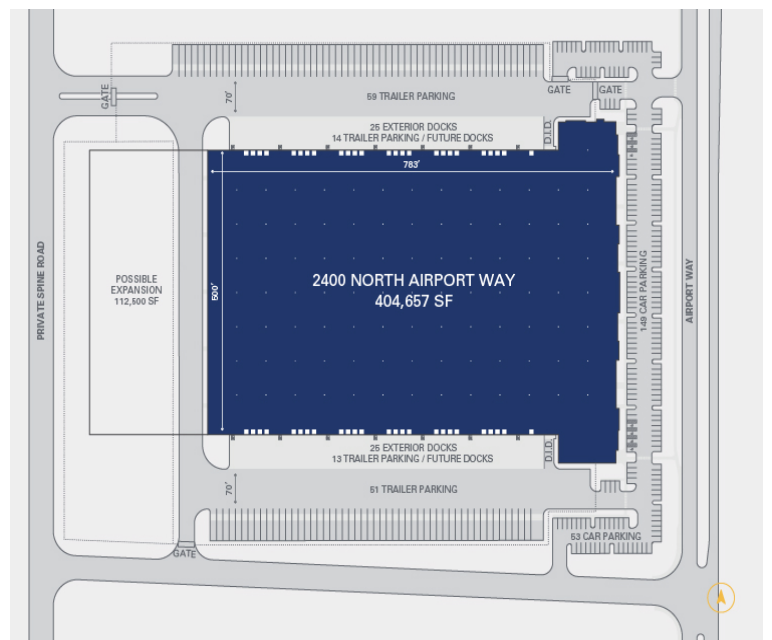 GATE
70'
59 TRAILER PARKING
GATE
GATE
25 EXTERIOR DOCKS
14 TRAILER PARKING / FUTURE DOCKS
D.I.D.
783'
PRIVATE SPINE ROAD
POSSIBLE
EXPANSION
112,500 SF
500'
2400 NORTH AIRPORT WAY
404,657 SF
149 CAR PARKING
AIRPORT WAY
25 EXTERIOR DOCKS
13 TRAILER PARKING / FUTURE DOCKS
D.I.D.
70'
51 TRAILER PARKING
53 CAR PARKING
GATE